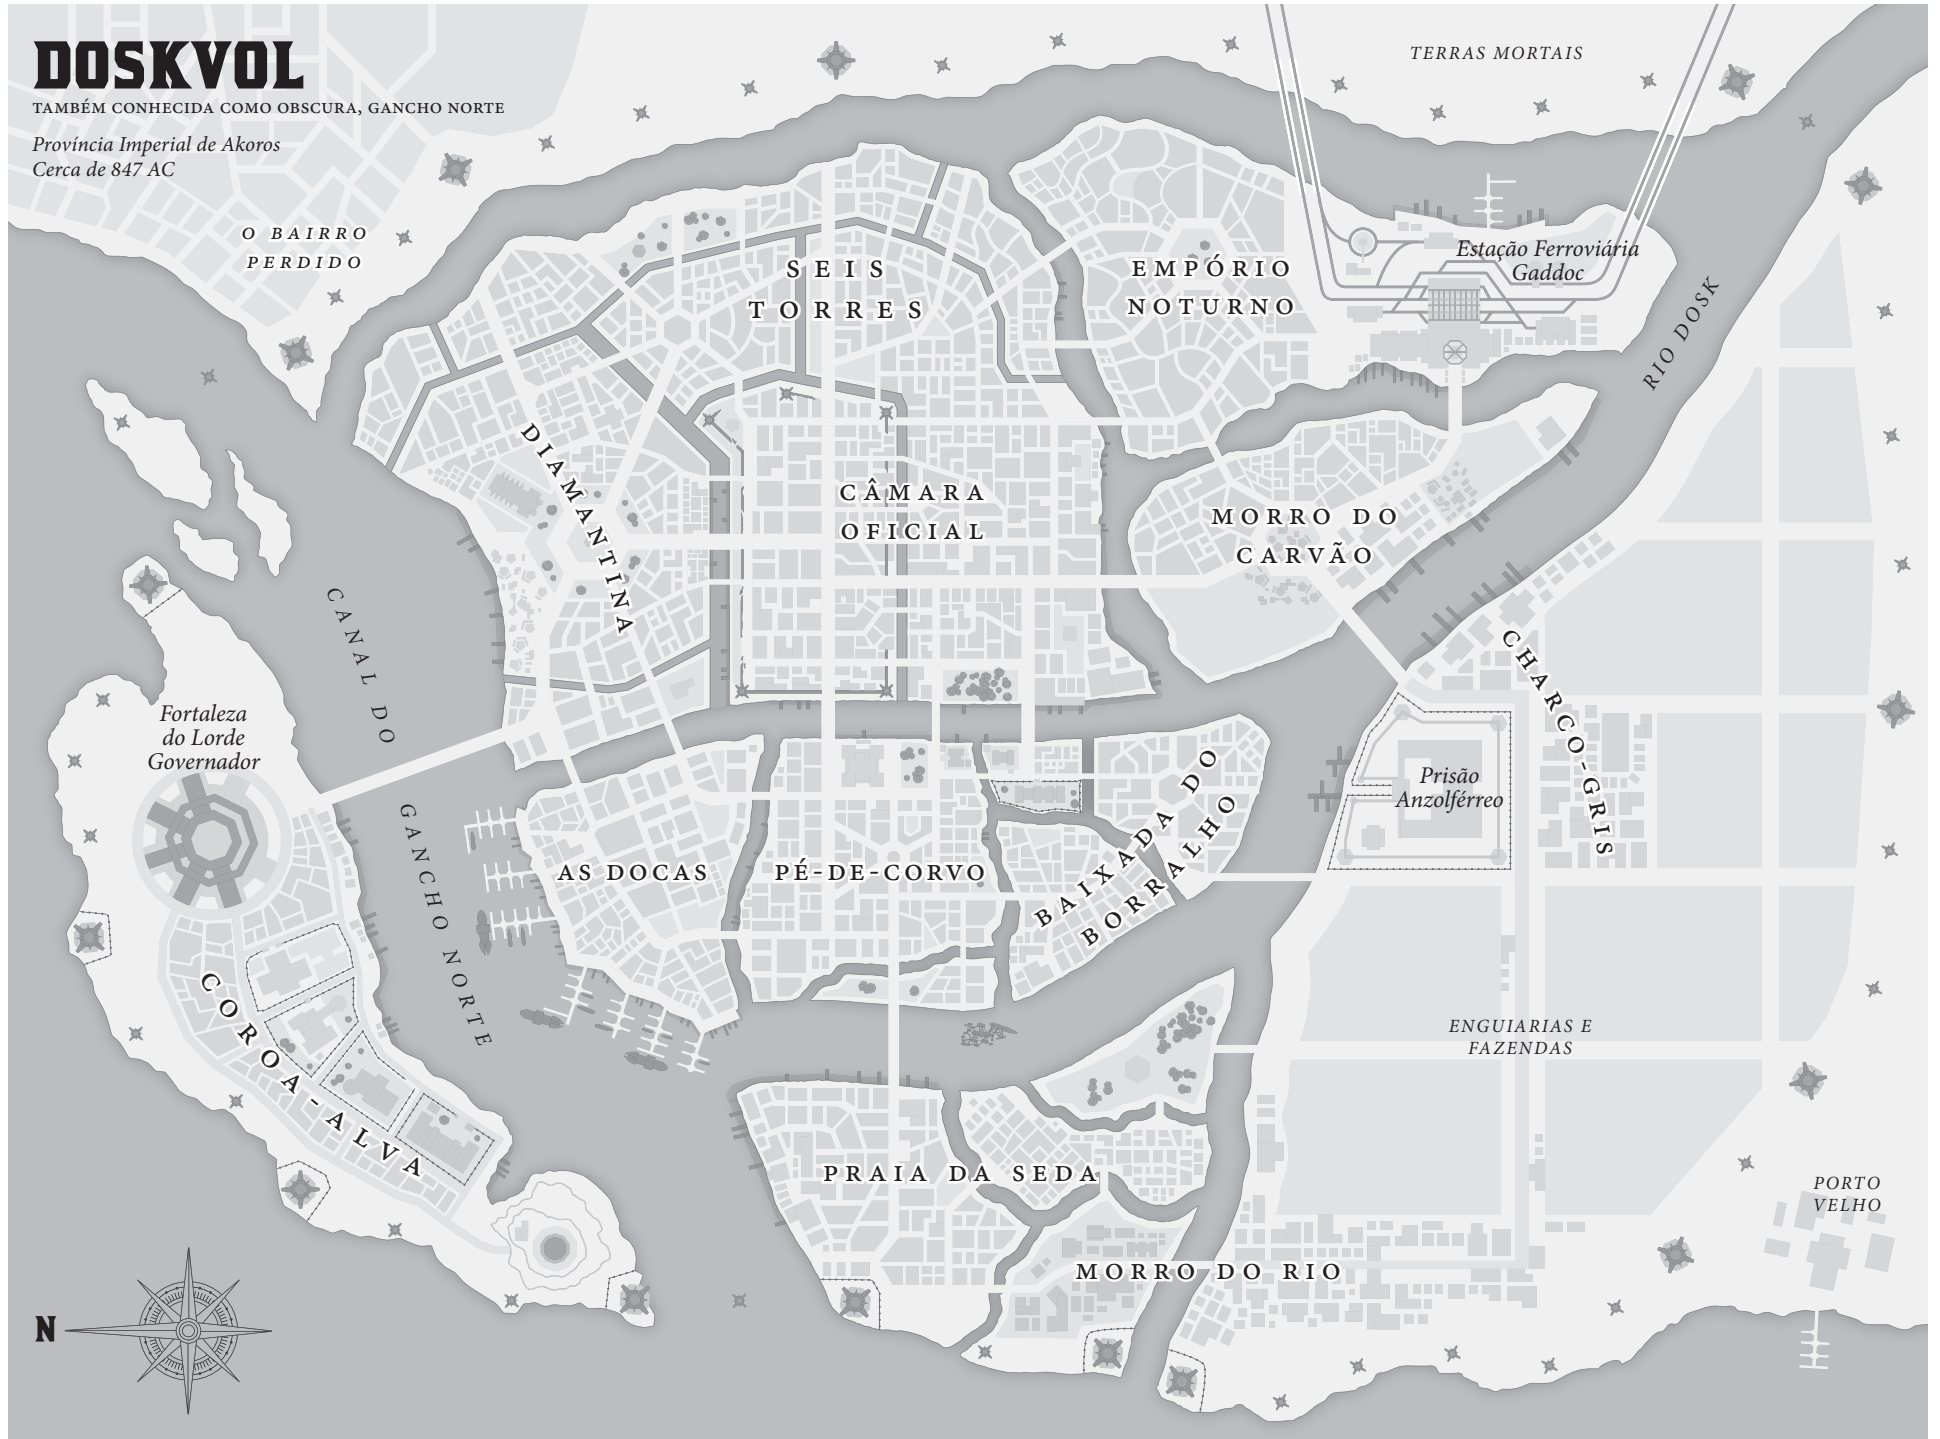 DOSKVOL
TAMBÉM CONHECIDA COMO OBSCURA, GANCHO NORTE
Província Imperial de Akoros
Cerca de 847 AC
TERRAS MORTAIS
O BAIRRO
PERDIDO
SEIS
TORRES
EMPÓRIO
NOTURNO
Estação Ferroviária
Gaddoc
RIO DOSK
DIAMANTINA
CÂMARA
OFICIAL
MORRO DO
CARVÃO
CANAL DO
GANCHO NORTE
CHARCO-GRIS
Fortaleza
do Lorde
Governador
Prisão
Anzolférreo
AS DOCAS
PÉ-DE-CORVO
BAIXADA DO
BORRALHO
COROA-ALVA
ENGUIARIAS E
FAZENDAS
PRAIA DA SEDA
PORTO
VELHO
MORRO DO RIO
N